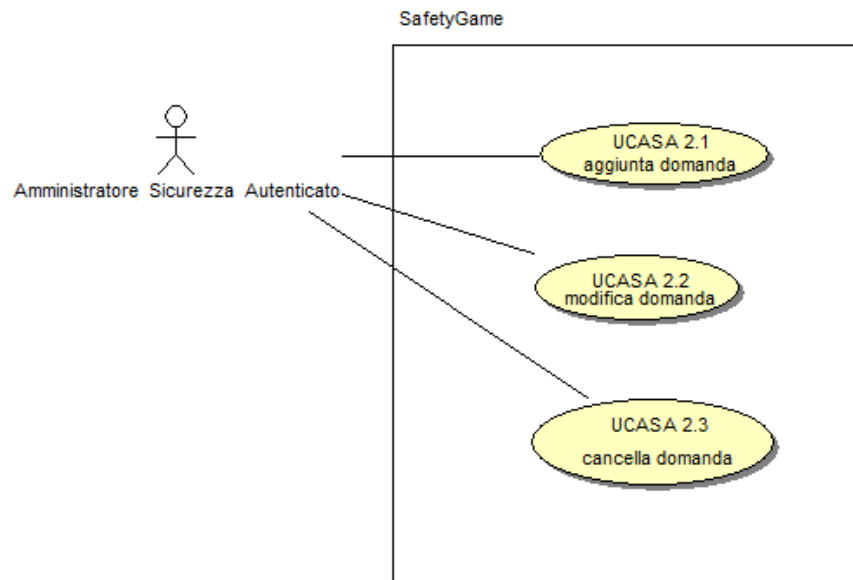 SafetyGame
UCASA 2.1
aggiunta domanda
Amministratore Sicurezza Autenticato
UCASA 2.2
modifica domanda
UCASA 2.3
cancella domanda